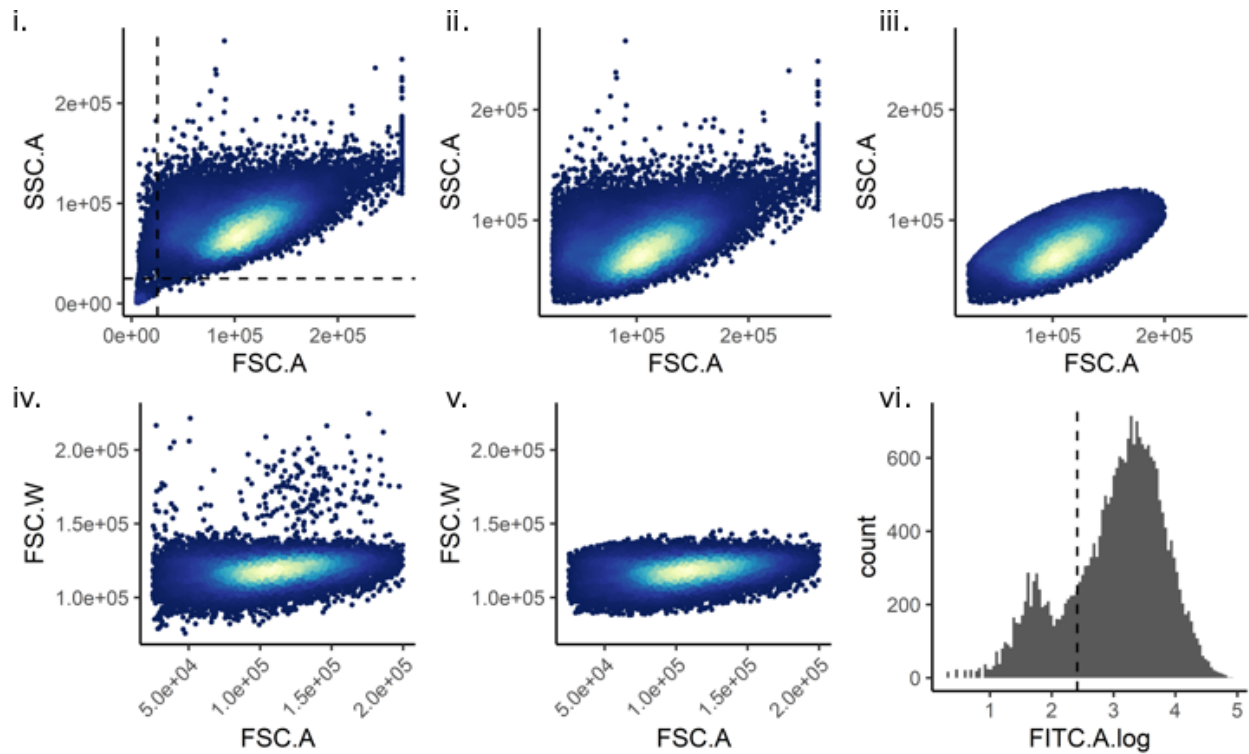 i.
SSC.A
2e+05
1e+05
0e+00
0e+00 1e+05 2e+05
FSC.A
ii.
SSC.A
2e+05
1e+05
1e+05 2e+05
FSC.A
iii.
SSC.A
2e+05
1e+05
1e+05 2e+05
FSC.A
iv.
FSC.W
2.0e+05
1.5e+05
1.0e+05
5.0e+04 1.0e+05 1.5e+05 2.0e+05
FSC.A
v.
FSC.W
2.0e+05
1.5e+05
1.0e+05
5.0e+04 1.0e+05 1.5e+05 2.0e+05
FSC.A
vi.
count
600
400
200
0
1 2 3 4 5
FITC.A.log